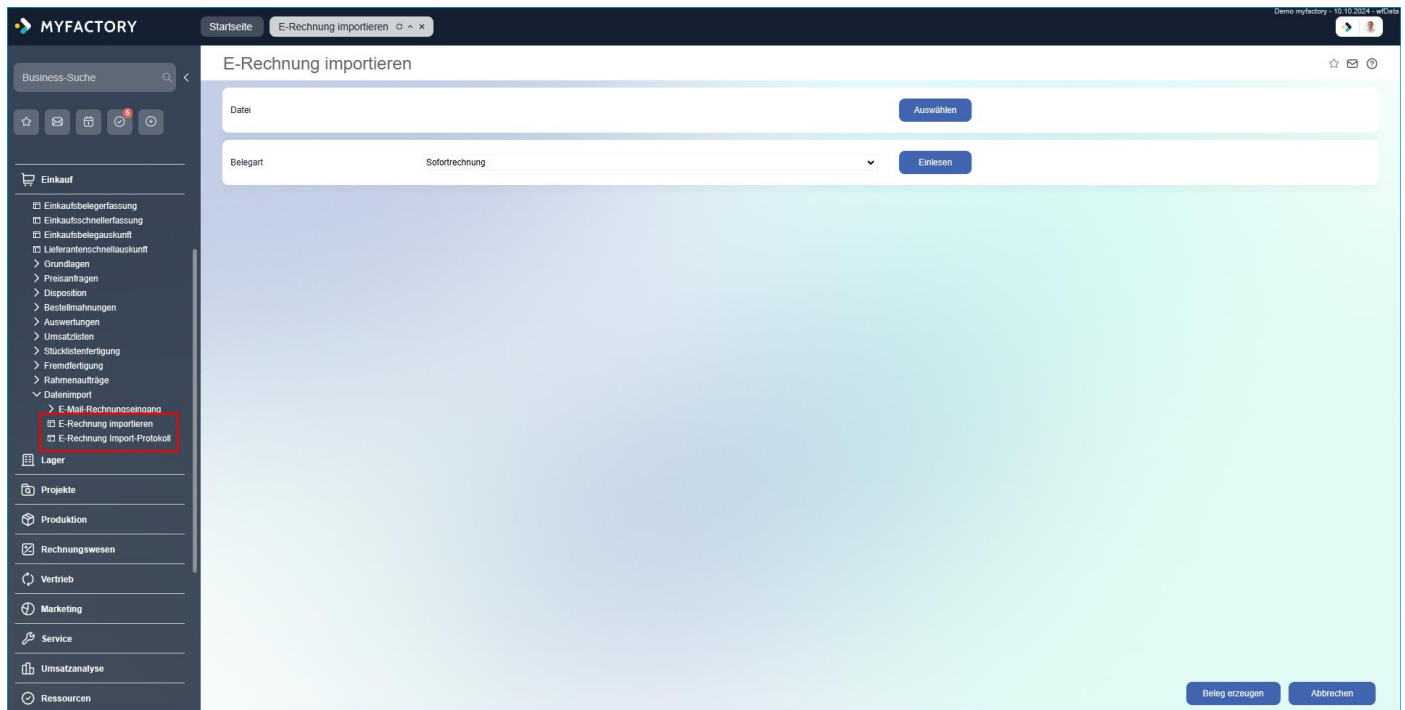 Demo myfactory - 10.10.2024 - wfData
MYFACTORY
Startseite
E-Rechnung importieren
Business-Suche
5
Einkauf
Einkaufsbelegerfassung
Einkaufsschnellerfassung
Einkaufsbelegauskunft
Lieferantenschnellauskunft
Grundlagen
Preisanfragen
Disposition
Bestellmahnungen
Auswertungen
Umsatzlisten
Stücklistenfertigung
Fremdfertigung
Rahmenaufträge
Datenimport
E-Mail-Rechnungseingang
E-Rechnung importieren
E-Rechnung Import-Protokoll
Lager
Projekte
Produktion
Rechnungswesen
Vertrieb
Marketing
Service
Umsatzanalyse
Ressourcen
E-Rechnung importieren
Datei
Auswählen
Belegart
Sofortrechnung
Einlesen
Beleg erzeugen
Abbrechen